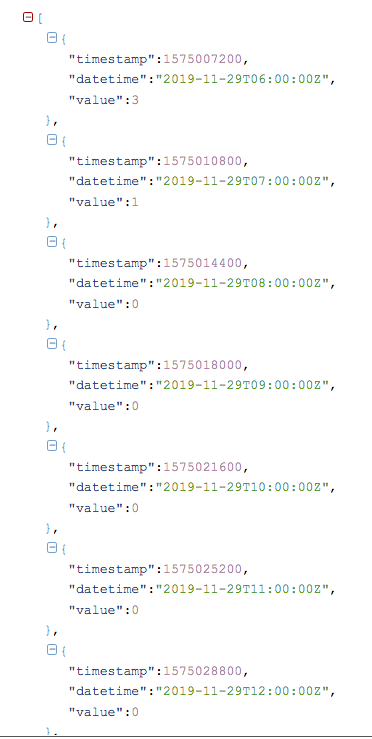 [
{
"timestamp":1575007200,
"datetime":"2019-11-29T06:00:00Z",
"value":3
},
{
"timestamp":1575010800,
"datetime":"2019-11-29T07:00:00Z",
"value":1
},
{
"timestamp":1575014400,
"datetime":"2019-11-29T08:00:00Z",
"value":0
},
{
"timestamp":1575018000,
"datetime":"2019-11-29T09:00:00Z",
"value":0
},
{
"timestamp":1575021600,
"datetime":"2019-11-29T10:00:00Z",
"value":0
},
{
"timestamp":1575025200,
"datetime":"2019-11-29T11:00:00Z",
"value":0
},
{
"timestamp":1575028800,
"datetime":"2019-11-29T12:00:00Z",
"value":0
},